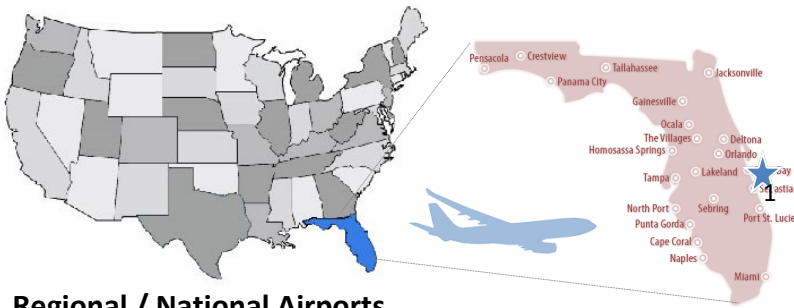 Pensacola
Crestview
Tallahassee
Panama City
Jacksonville
Gainesville
Ocala
The Villages
Deltona
Homosassa Springs
Orlando
Lakeland
Tampa
1
Sebring
North Port
Port St. Lucie
Punta Gorda
Cape Coral
Naples
Miami
Regional / National Airports